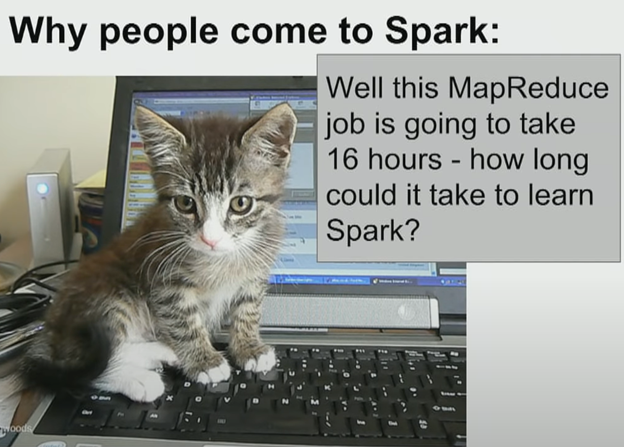 Why people come to Spark:
Well this MapReduce
job is going to take
16 hours - how long
could it take to learn
Spark?